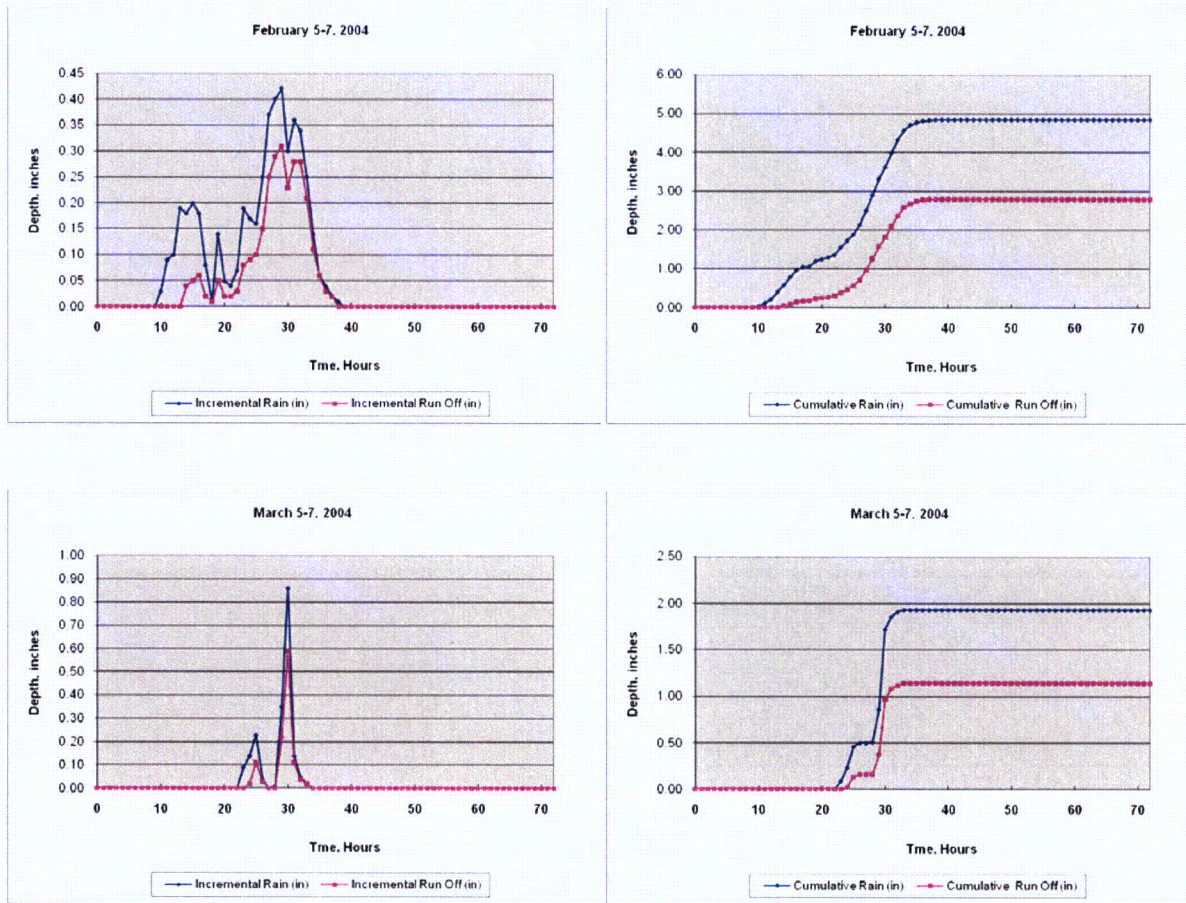 February 5-7. 2004
0.45
0.40
0.35
0.30
0.25
0.20
0.15
0.10
0.05
0.00
Depth. inches
0 10 20 30 40 50 60 70
Tme. Hours
Incremental Rain (in) Incremental Run Off (in)
February 5-7. 2004
6.00
5.00
4.00
3.00
2.00
1.00
0.00
Depth. inches
0 10 20 30 40 50 60 70
Tme. Hours
Cumulative Rain (in) Cumulative Run Off (in)
March 5-7. 2004
1.00
0.90
0.80
0.70
0.60
0.50
0.40
0.30
0.20
0.10
0.00
Depth. inches
0 10 20 30 40 50 60 70
Tme. Hours
Incremental Rain (in) Incremental Run Off (in)
March 5-7. 2004
2.50
2.00
1.50
1.00
0.50
0.00
Depth. inches
0 10 20 30 40 50 60 70
Tme. Hours
Cumulative Rain (in) Cumulative Run Off (in)